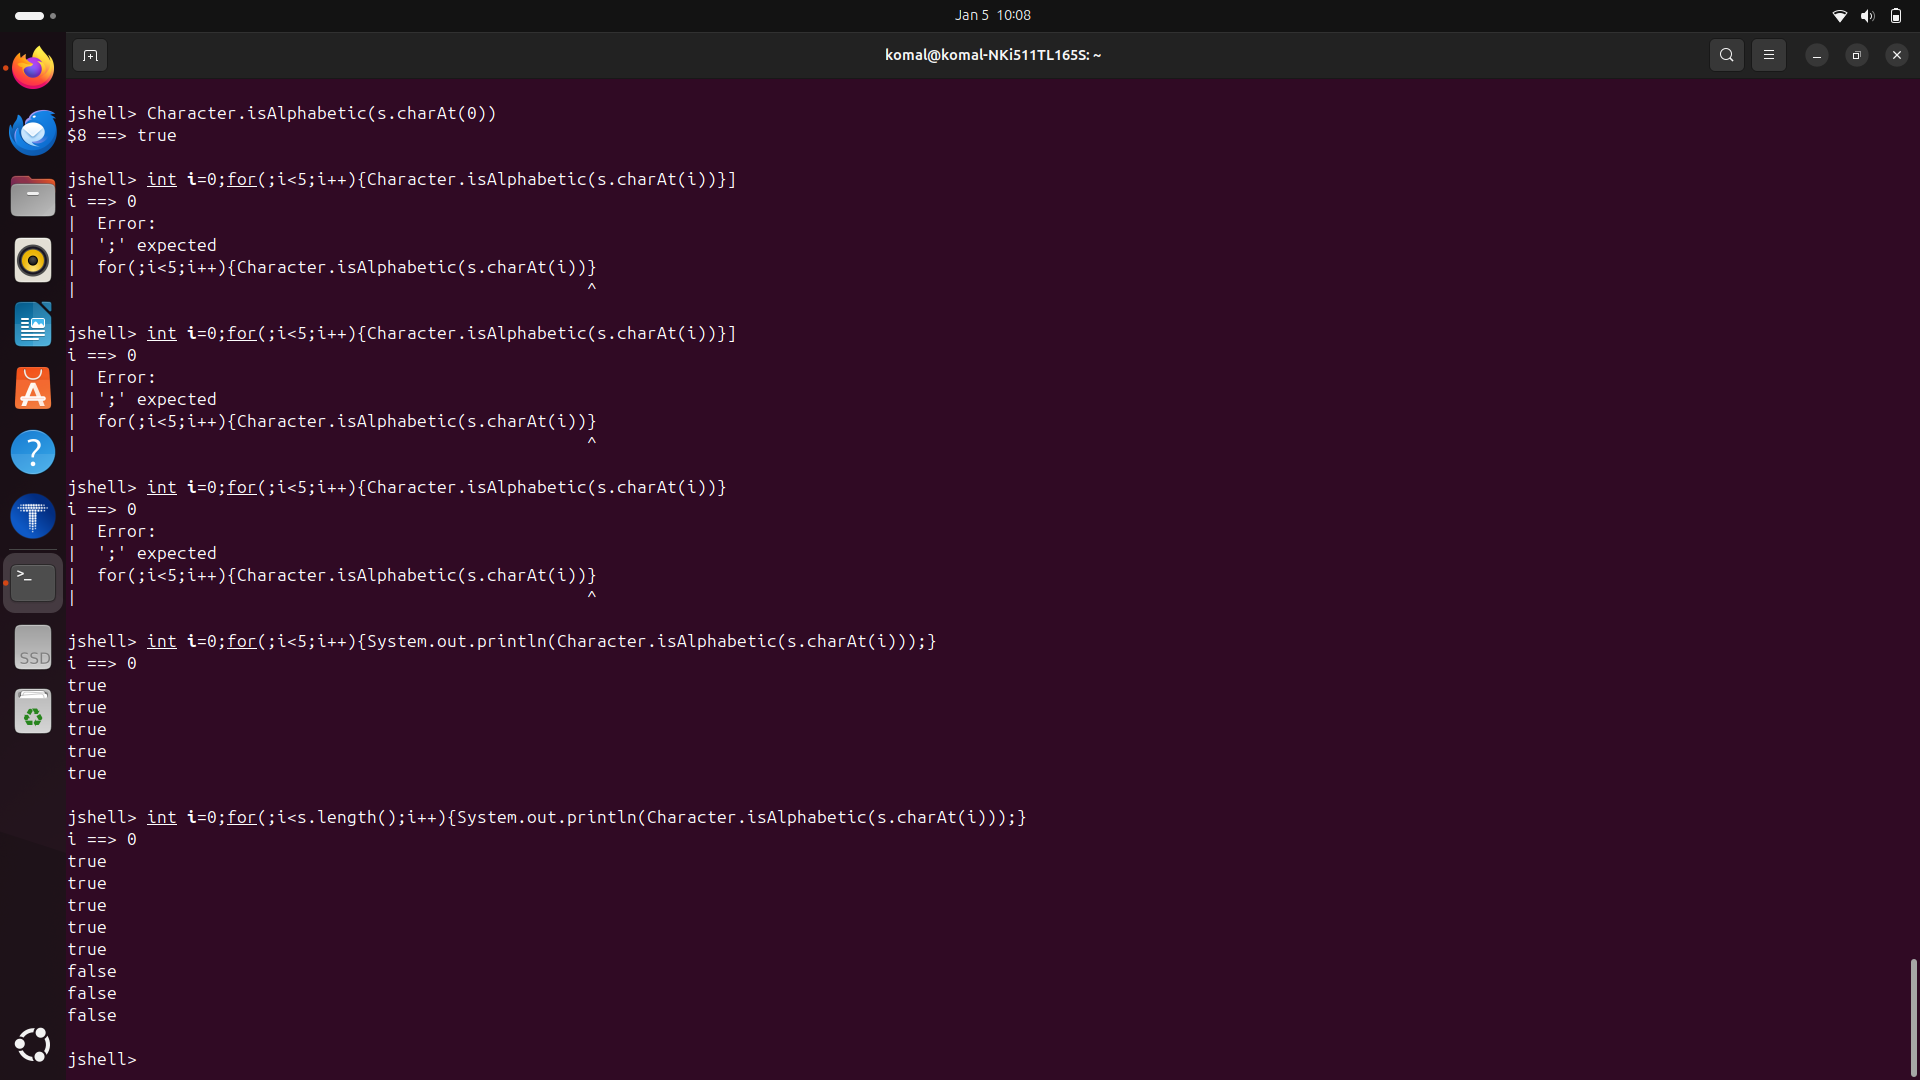 Jan 5  10:08
komal@komal-NKi511TL165S: ~
jshell> Character.isAlphabetic(s.charAt(0))
$8 ==> true
jshell> int i=0;for(;i<5;i++){Character.isAlphabetic(s.charAt(i))}]
i ==> 0
|  Error:
|  ';' expected
|  for(;i<5;i++){Character.isAlphabetic(s.charAt(i))}
|                                                    ^
jshell> int i=0;for(;i<5;i++){Character.isAlphabetic(s.charAt(i))}]
i ==> 0
|  Error:
|  ';' expected
|  for(;i<5;i++){Character.isAlphabetic(s.charAt(i))}
|                                                    ^
jshell> int i=0;for(;i<5;i++){Character.isAlphabetic(s.charAt(i))}
i ==> 0
|  Error:
|  ';' expected
|  for(;i<5;i++){Character.isAlphabetic(s.charAt(i))}
|                                                    ^
jshell> int i=0;for(;i<5;i++){System.out.println(Character.isAlphabetic(s.charAt(i)));}
i ==> 0
true
true
true
true
true
jshell> int i=0;for(;i<s.length();i++){System.out.println(Character.isAlphabetic(s.charAt(i)));}
i ==> 0
true
true
true
true
true
false
false
false
jshell>
SSD